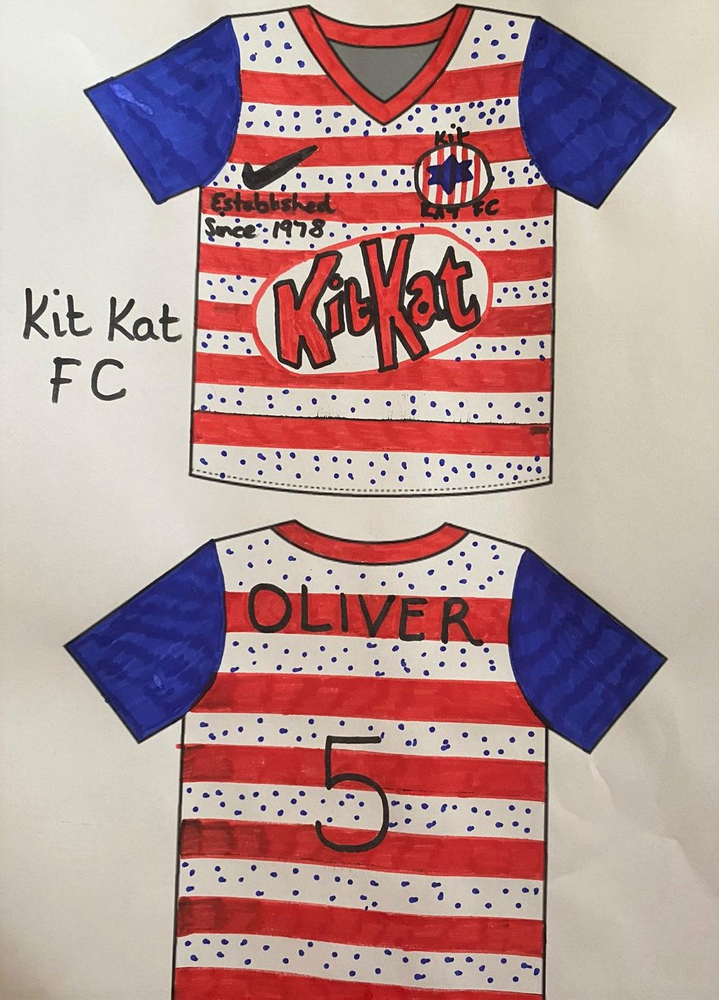 Kit
KAT FC
Established
Since 1978
KitKat
Kit Kat
FC
OLIVER
5